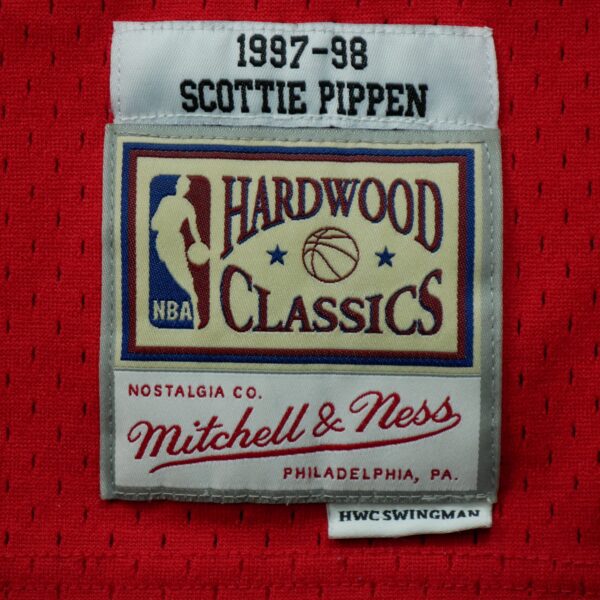 1997-98
SCOTTIE PIPPEN
HARDWOOD
CLASSICS
NBA
NOSTALGIA CO.
Mitchell & Ness
PHILADELPHIA, PA.
HWC SWINGMAN